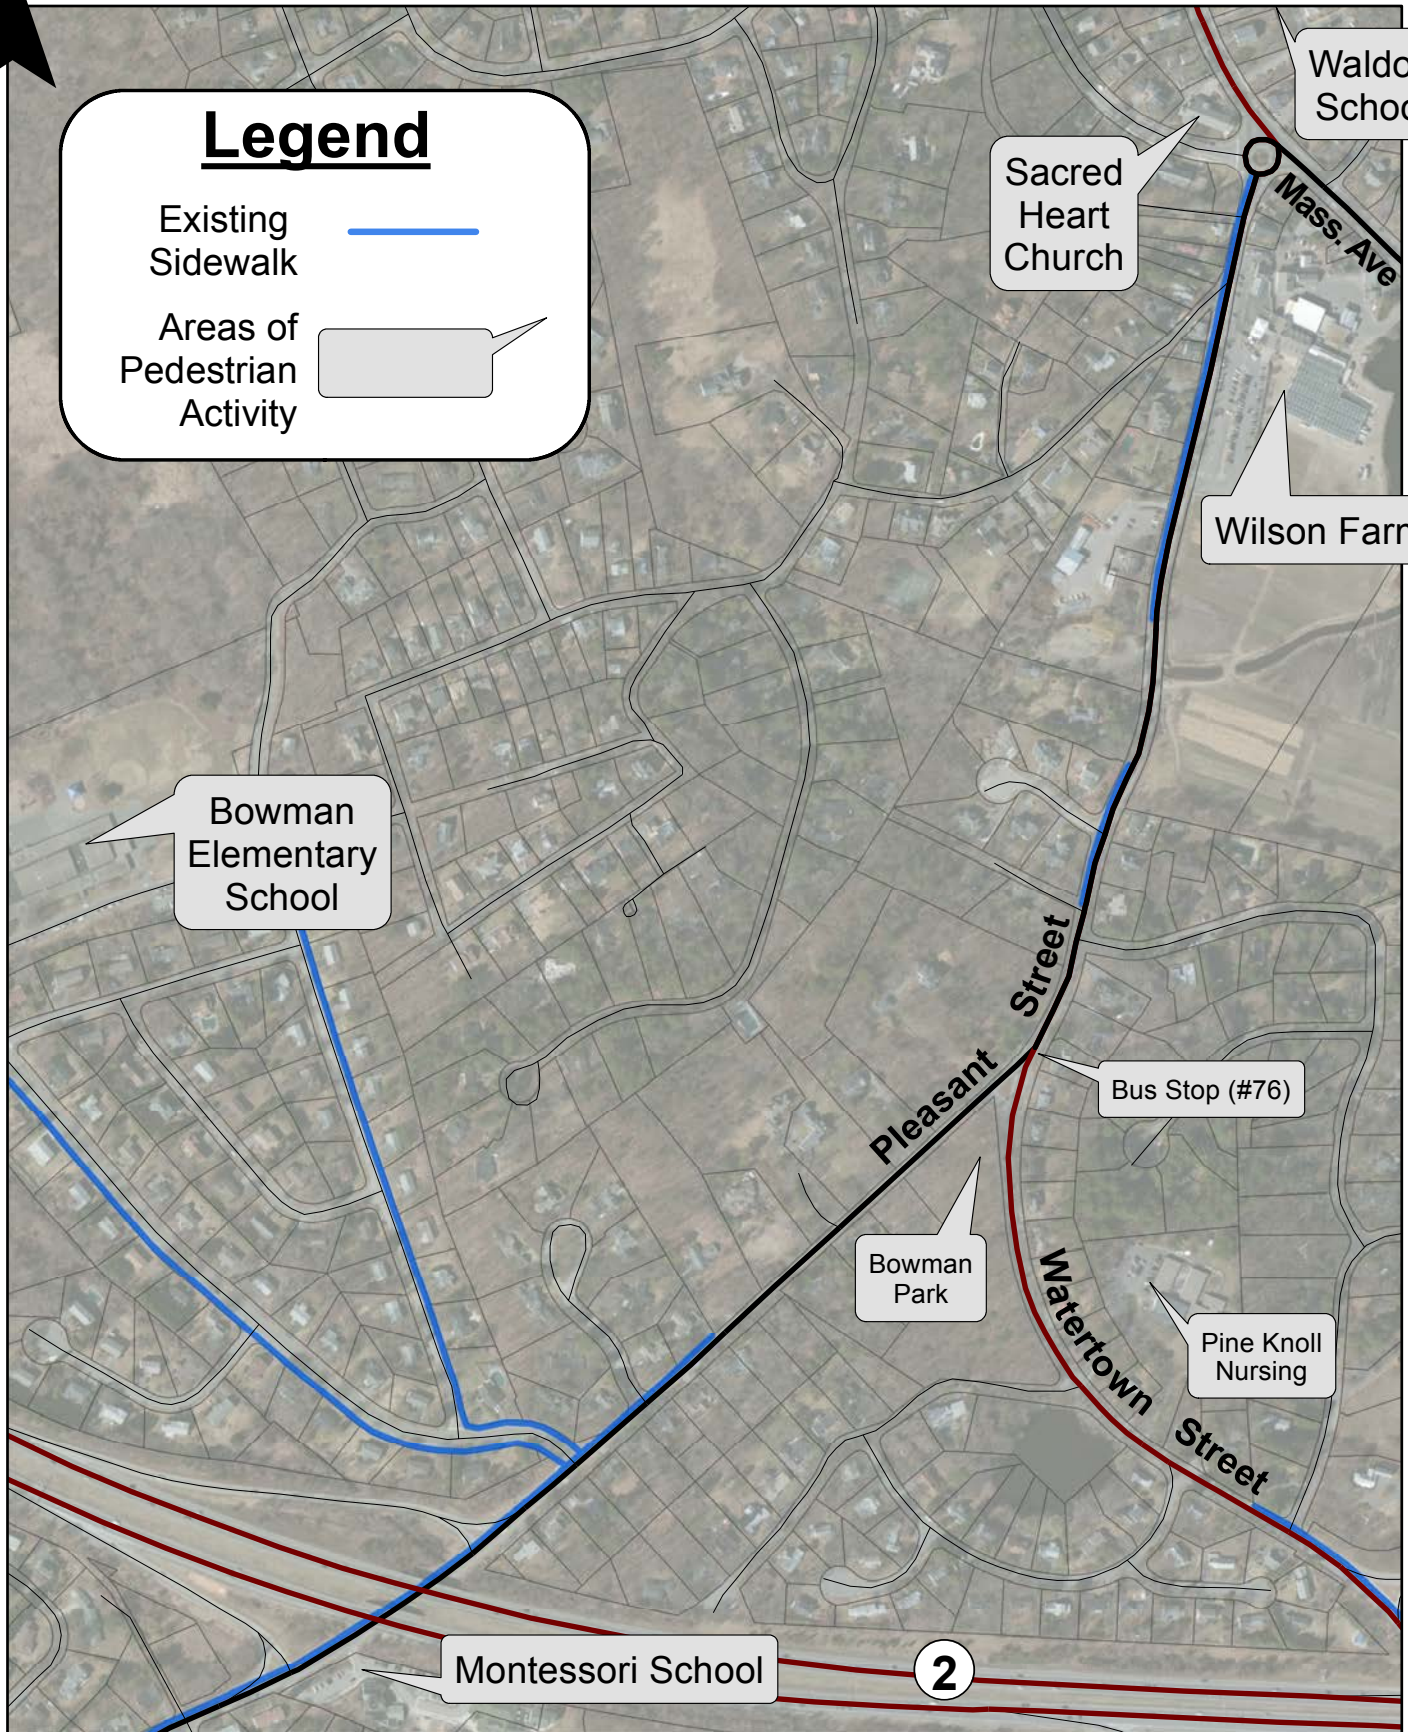 Legend
Existing
Sidewalk
Areas of
Pedestrian
Activity
Sacred
Heart
Church
Mass. Ave
Wilson
Bowman
Elementary
School
Street
Pleasant
Bus Stop (#76)
Bowman
Park
Watertown Street
Pine Knoll
Nursing
Montessori School
2